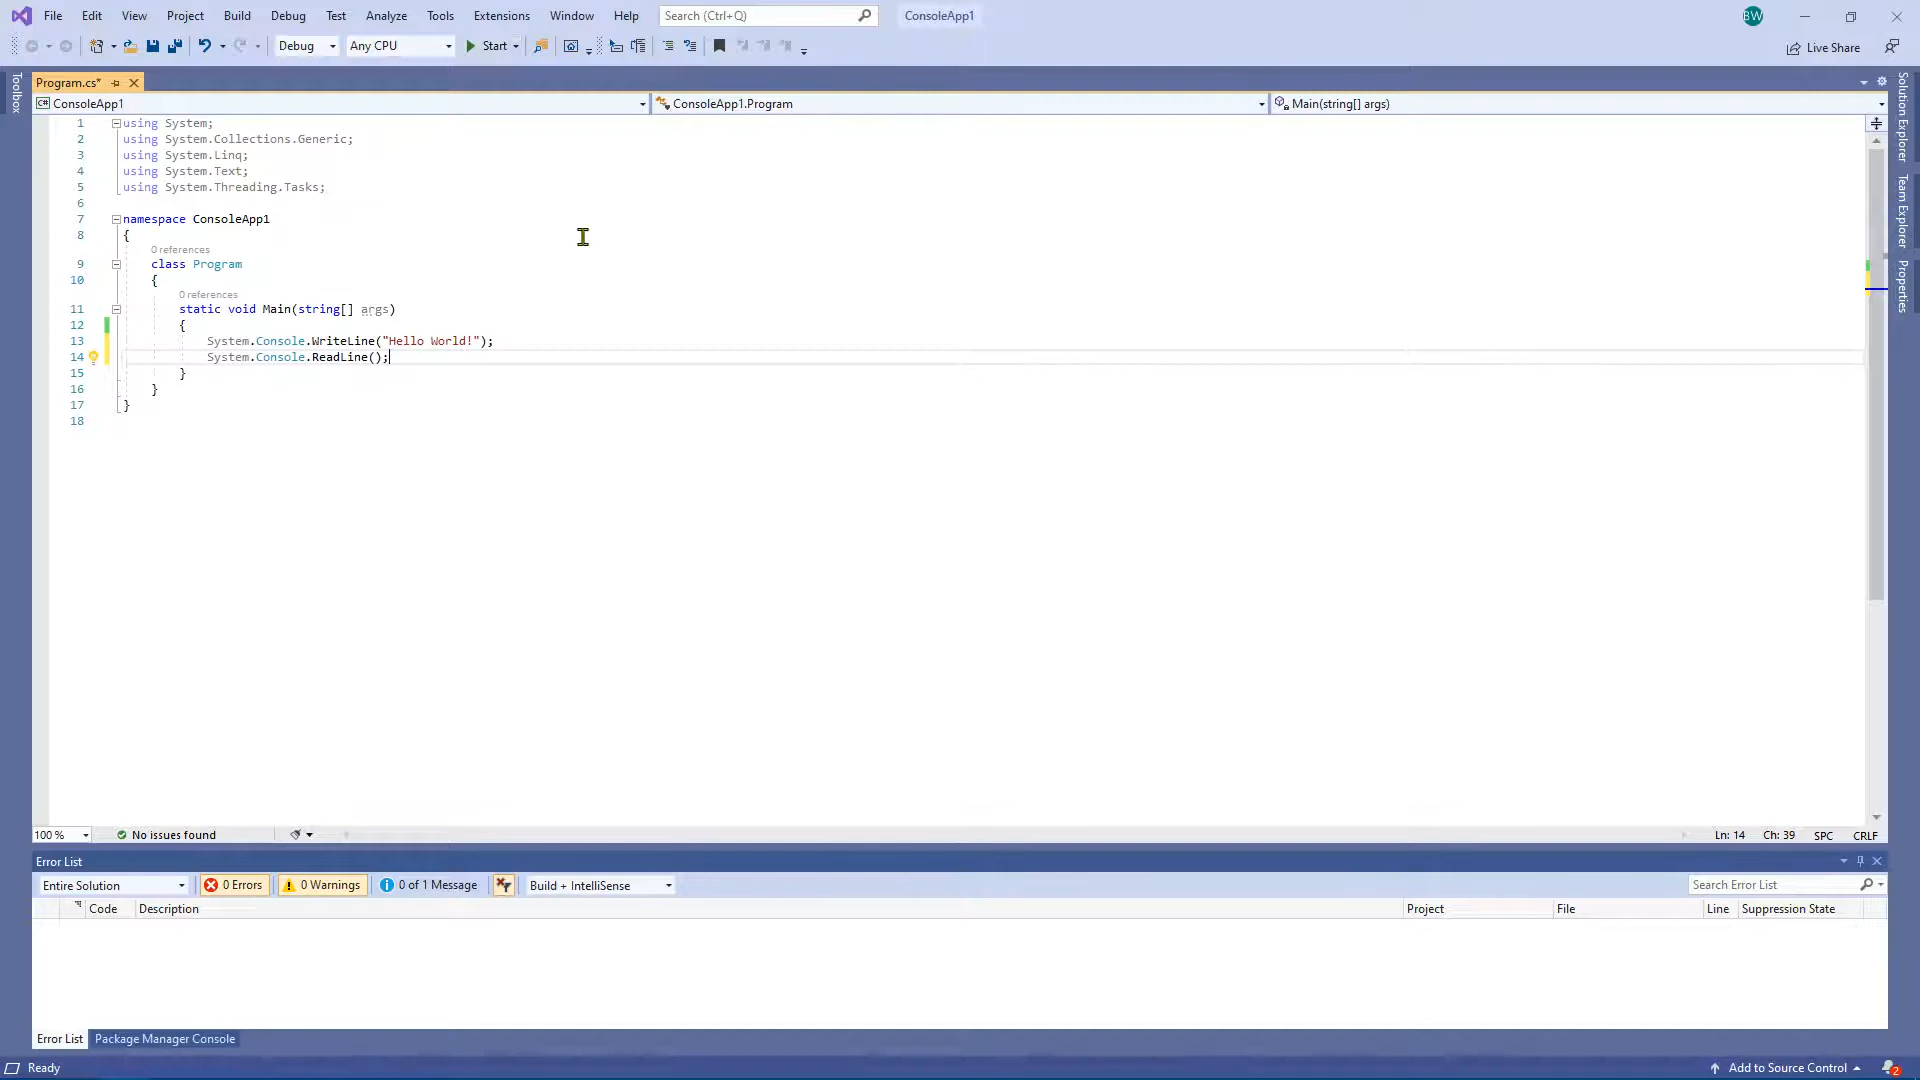 File Edit View Project Build Debug Test Analyze Tools Extensions Window Help Search (Ctrl+Q) ConsoleApp1 BW
Debug Any CPU Start Live Share
Toolbox
Program.cs*
ConsoleApp1 ConsoleApp1.Program Main(string[] args)
1 using System;
2 using System.Collections.Generic;
3 using System.Linq;
4 using System.Text;
5 using System.Threading.Tasks;
6
7 namespace ConsoleApp1
8 {
0 references
9 class Program
10 {
0 references
11 static void Main(string[] args)
12 {
13 System.Console.WriteLine("Hello World!");
14 System.Console.ReadLine();
15 }
16 }
17 }
18
Solution Explorer
Team Explorer
Properties
100 % No issues found Ln: 14 Ch: 39 SPC CRLF
Error List
Entire Solution 0 Errors 0 Warnings 0 of 1 Message Build + IntelliSense Search Error List
Code Description Project File Line Suppression State
Error List Package Manager Console
Ready Add to Source Control 2